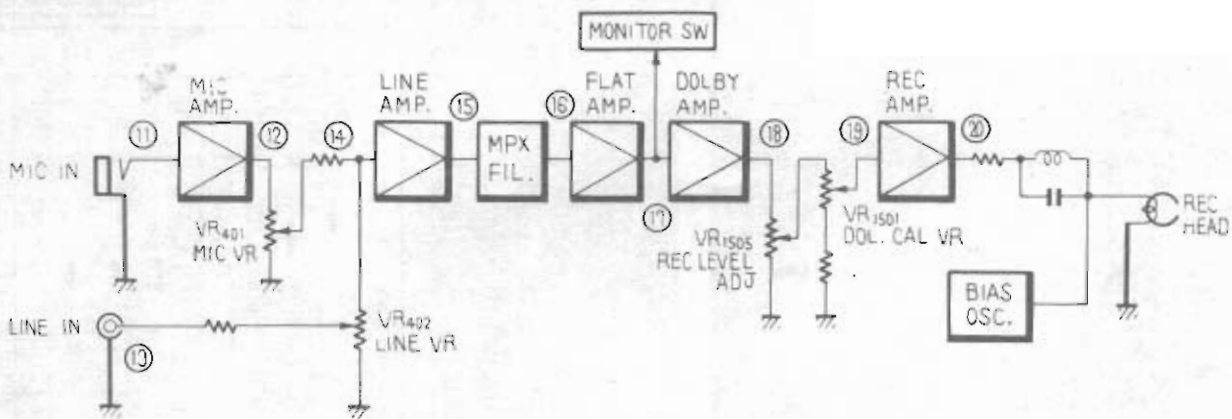 MONITOR SW
MIC
AMP.
LINE
AMP.
FLAT
AMP.
DOLBY
AMP.
REC
AMP.
⑪
⑫
⑭
⑮
⑯
⑰
⑱
⑲
⑳
MPX
FIL.
MIC IN
VR401
MIC VR
VR1505
REC LEVEL
ADJ
VR1501
DOL. CAL VR
REC
HEAD
BIAS
OSC.
LINE IN
⑬
VR402
LINE VR